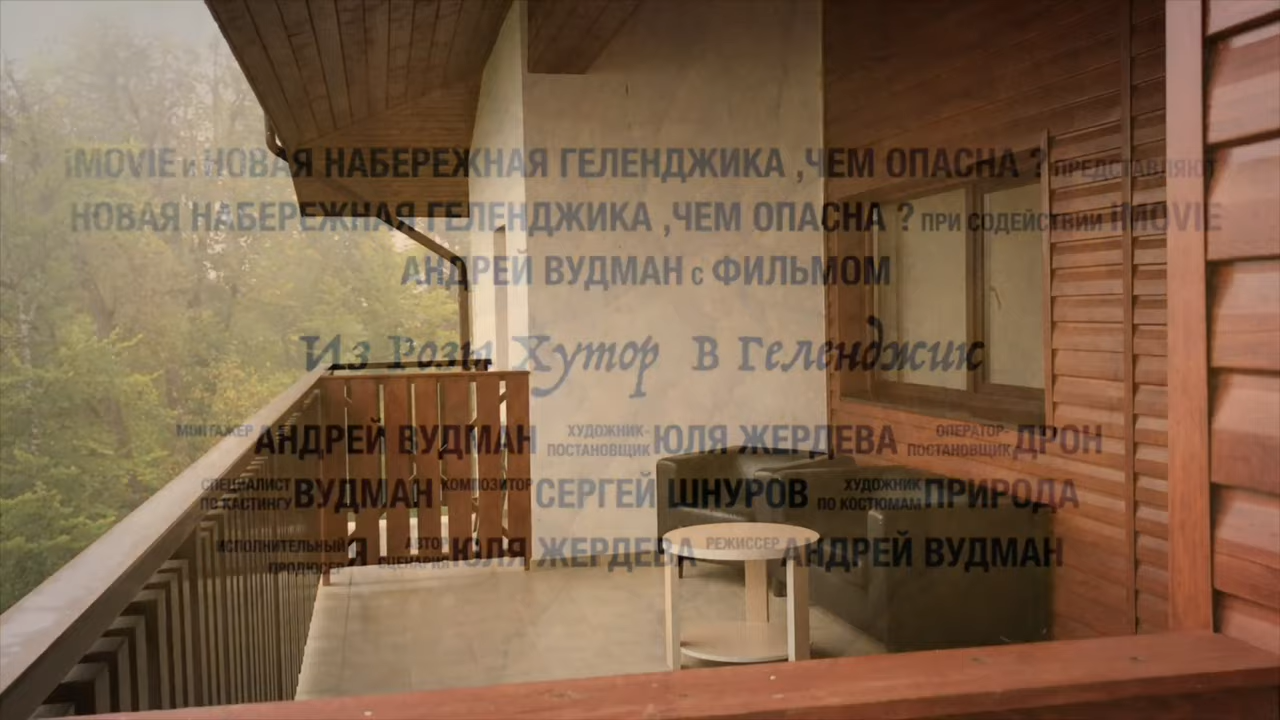 iMOVIE и НОВАЯ НАБЕРЕЖНАЯ ГЕЛЕНДЖИКА ,ЧЕМ ОПАСНА ? ПРЕДСТАВЛЯЮТ
НОВАЯ НАБЕРЕЖНАЯ ГЕЛЕНДЖИКА ,ЧЕМ ОПАСНА ? ПРИ СОДЕЙСТВИИ iMOVIE
АНДРЕЙ ВУДМАН с ФИЛЬМОМ
Из Розы Хутор В Геленджик
МОНТАЖЕР АНДРЕЙ ВУДМАН ХУДОЖНИК-ПОСТАНОВЩИК ЮЛЯ ЖЕРДЕВА ОПЕРАТОР-ПОСТАНОВЩИК ДРОН
СПЕЦИАЛИСТ ПО КАСТИНГУ ВУДМАН КОМПОЗИТОР СЕРГЕЙ ШНУРОВ ХУДОЖНИК ПО КОСТЮМАМ ПРИРОДА
ИСПОЛНИТЕЛЬНЫЙ ПРОДЮСЕР Я АВТОР СЦЕНАРИЯ ЮЛЯ ЖЕРДЕВА РЕЖИССЕР АНДРЕЙ ВУДМАН